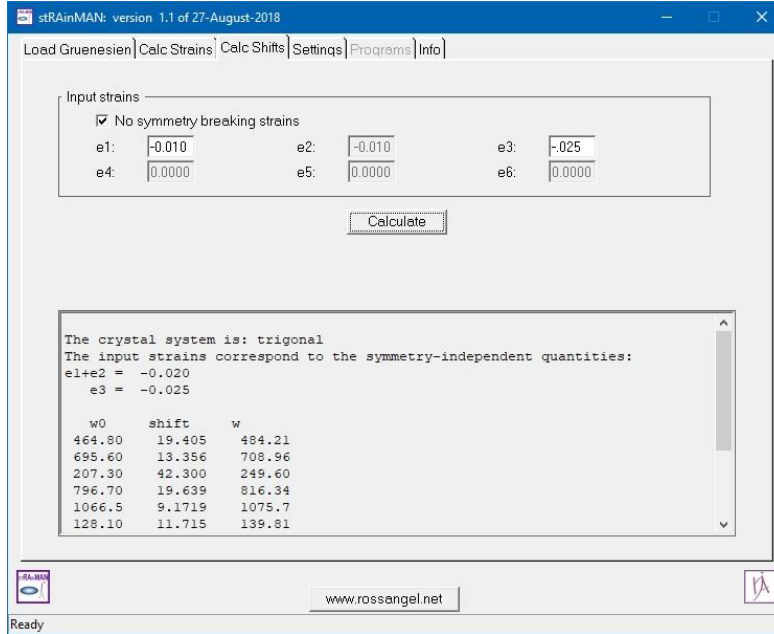 stRAinMAN: version 1.1 of 27-August-2018
Load Gruenesien Calc Strains Calc Shifts Settings Programs Info
Input strains
No symmetry breaking strains
e1: -0.010 e2: -0.010 e3: -.025
e4: 0.0000 e5: 0.0000 e6: 0.0000
Calculate
The crystal system is: trigonal
The input strains correspond to the symmetry-independent quantities:
e1+e2 = -0.020
e3 = -0.025
w0 shift w
464.80 19.405 484.21
695.60 13.356 708.96
207.30 42.300 249.60
796.70 19.639 816.34
1066.5 9.1719 1075.7
128.10 11.715 139.81
www.rossangel.net
Ready